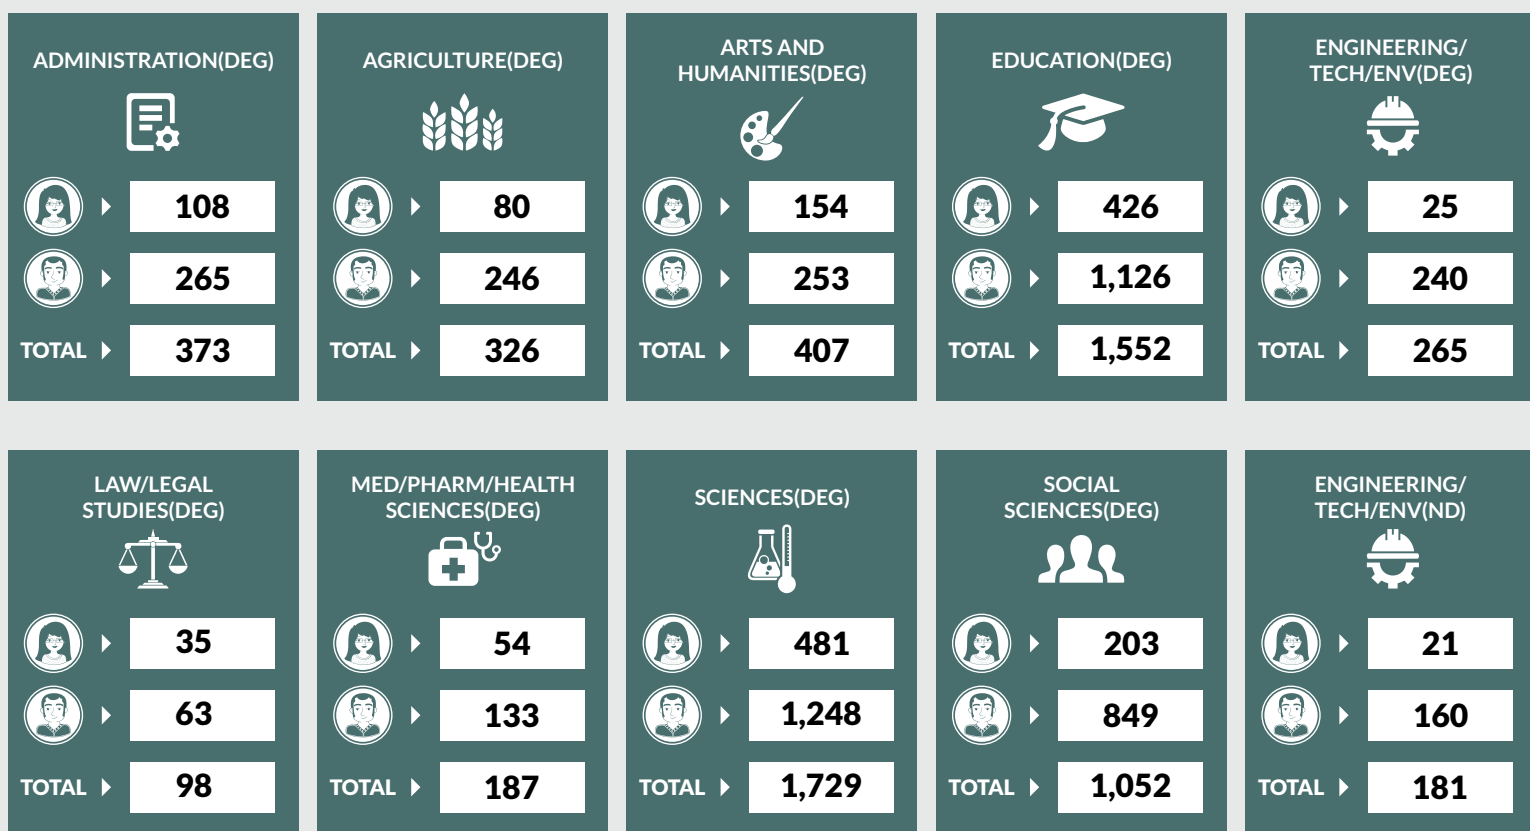 ADMINISTRATION(DEG)
108
265
TOTAL 373
AGRICULTURE(DEG)
80
246
TOTAL 326
ARTS AND
HUMANITIES(DEG)
154
253
TOTAL 407
EDUCATION(DEG)
426
1,126
TOTAL 1,552
ENGINEERING/
TECH/ENV(DEG)
25
240
TOTAL 265
LAW/LEGAL
STUDIES(DEG)
35
63
TOTAL 98
MED/PHARM/HEALTH
SCIENCES(DEG)
54
133
TOTAL 187
SCIENCES(DEG)
481
1,248
TOTAL 1,729
SOCIAL
SCIENCES(DEG)
203
849
TOTAL 1,052
ENGINEERING/
TECH/ENV(ND)
21
160
TOTAL 181